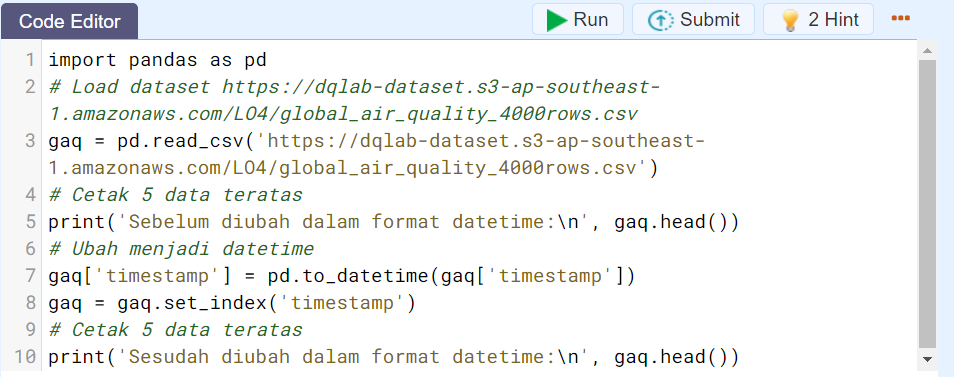 Code Editor
Run
Submit
2 Hint
1 import pandas as pd
2 # Load dataset https://dqlab-dataset.s3-ap-southeast-
1.amazonaws.com/LO4/global_air_quality_4000rows.csv
3 gaq = pd.read_csv('https://dqlab-dataset.s3-ap-southeast-
1.amazonaws.com/LO4/global_air_quality_4000rows.csv')
4 # Cetak 5 data teratas
5 print('Sebelum diubah dalam format datetime:\n', gaq.head())
6 # Ubah menjadi datetime
7 gaq['timestamp'] = pd.to_datetime(gaq['timestamp'])
8 gaq = gaq.set_index('timestamp')
9 # Cetak 5 data teratas
10 print('Sesudah diubah dalam format datetime:\n', gaq.head())